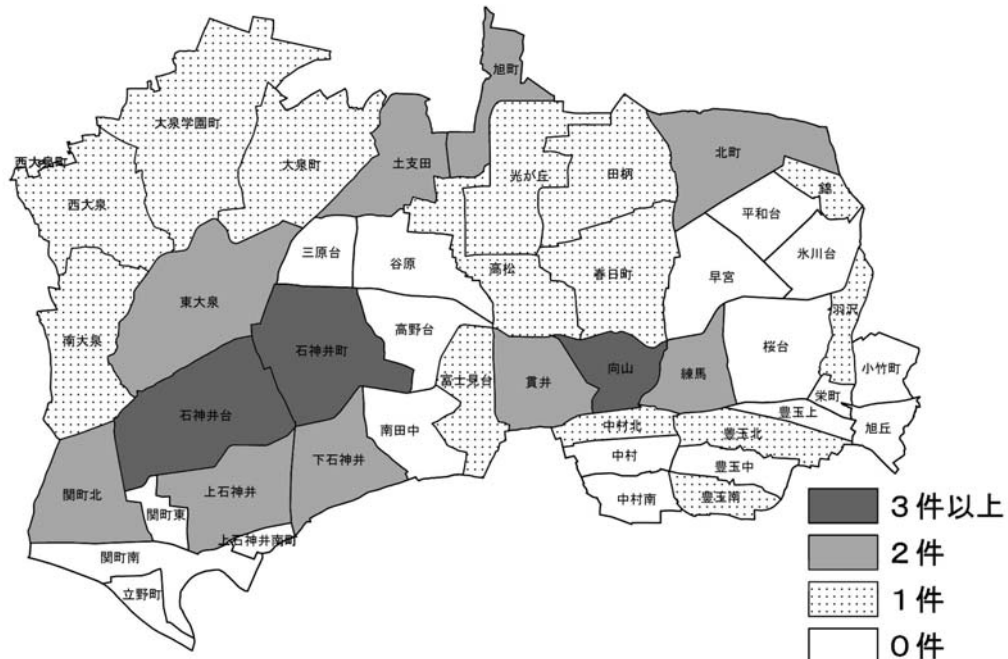 旭町
大泉学園町
大泉町
土支田
北町
西大泉町
光が丘
田柄
錦
西大泉
平和台
三原台
谷原
高松
春日町
早宮
氷川台
東大泉
羽沢
南大泉
石神井町
高野台
桜台
小竹町
富士見台
貫井
向山
練馬
栄町
石神井台
豊玉上
南田中
中村北
豊玉北
旭丘
下石神井
中村
豊玉中
関町北
上石神井
中村南
豊玉南
関町東
上石神井南町
関町南
立野町
3件以上
2件
1件
0件